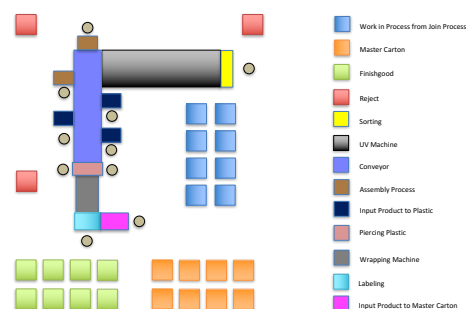 Work in Process from Join Process
Master Carton
Finishgood
Reject
Sorting
UV Machine
Conveyor
Assembly Process
Input Product to Plastic
Piercing Plastic
Wrapping Machine
Labeling
Input Product to Master Carton